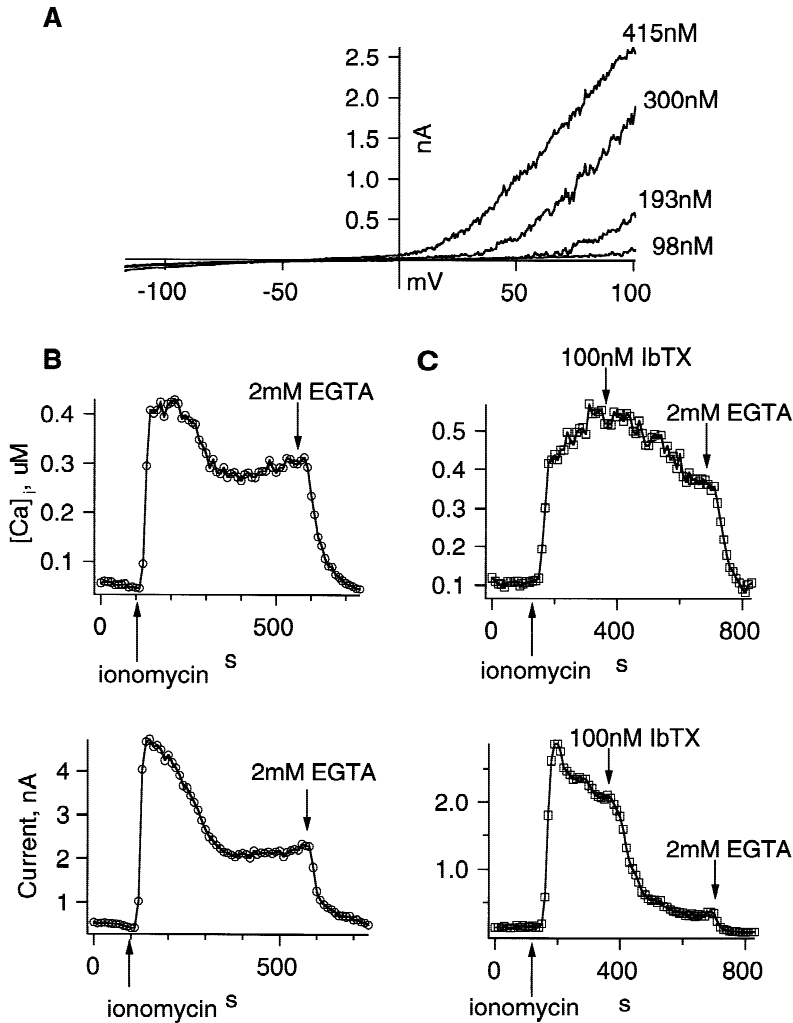 A
415nM
2.5
300nM
2.0
nA
1.5
1.0
193nM
0.5
98nM
-100 -50 mV 50 100
B C
100nM IbTX
2mM EGTA
2mM EGTA
0.4
0.3
0.2
0.1
[Ca]i, uM
0 500
s
ionomycin
0.5
0.4
0.3
0.2
0.1
0 400 800
s
ionomycin
2mM EGTA
4
3
2
1
Current, nA
0 500
s
ionomycin
100nM IbTX
2mM EGTA
2.0
1.0
0 400 800
s
ionomycin